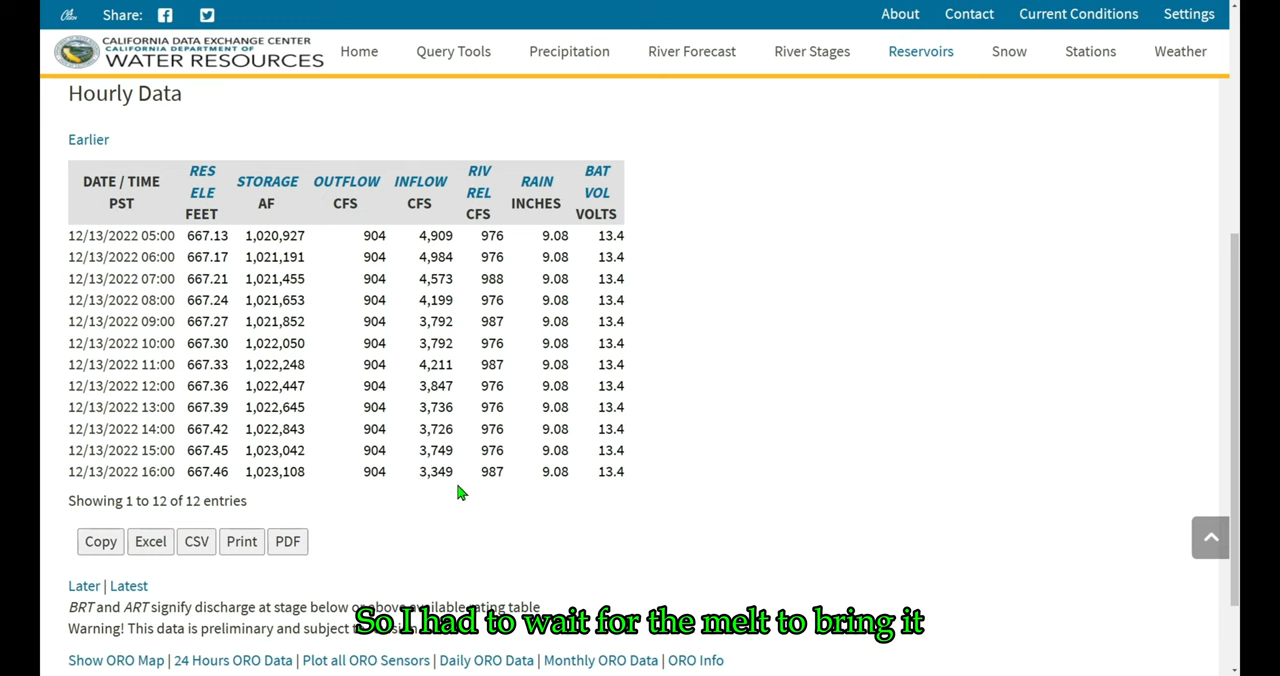 Share:
About Contact Current Conditions Settings
CALIFORNIA DATA EXCHANGE CENTER
CALIFORNIA DEPARTMENT OF
WATER RESOURCES
Home Query Tools Precipitation River Forecast River Stages Reservoirs Snow Stations Weather
Hourly Data
Earlier
DATE / TIME PST RES ELE FEET STORAGE AF OUTFLOW CFS INFLOW CFS RIV REL CFS RAIN INCHES BAT VOL VOLTS
12/13/2022 05:00 667.13 1,020,927 904 4,909 976 9.08 13.4
12/13/2022 06:00 667.17 1,021,191 904 4,984 976 9.08 13.4
12/13/2022 07:00 667.21 1,021,455 904 4,573 988 9.08 13.4
12/13/2022 08:00 667.24 1,021,653 904 4,199 976 9.08 13.4
12/13/2022 09:00 667.27 1,021,852 904 3,792 987 9.08 13.4
12/13/2022 10:00 667.30 1,022,050 904 3,792 976 9.08 13.4
12/13/2022 11:00 667.33 1,022,248 904 4,211 987 9.08 13.4
12/13/2022 12:00 667.36 1,022,447 904 3,847 976 9.08 13.4
12/13/2022 13:00 667.39 1,022,645 904 3,736 976 9.08 13.4
12/13/2022 14:00 667.42 1,022,843 904 3,726 976 9.08 13.4
12/13/2022 15:00 667.45 1,023,042 904 3,749 976 9.08 13.4
12/13/2022 16:00 667.46 1,023,108 904 3,349 987 9.08 13.4
Showing 1 to 12 of 12 entries
Copy Excel CSV Print PDF
Later | Latest
BRT and ART signify discharge at stage below or above available rating table
So I had to wait for the melt to bring it
Warning! This data is preliminary and subject
Show ORO Map | 24 Hours ORO Data | Plot all ORO Sensors | Daily ORO Data | Monthly ORO Data | ORO Info